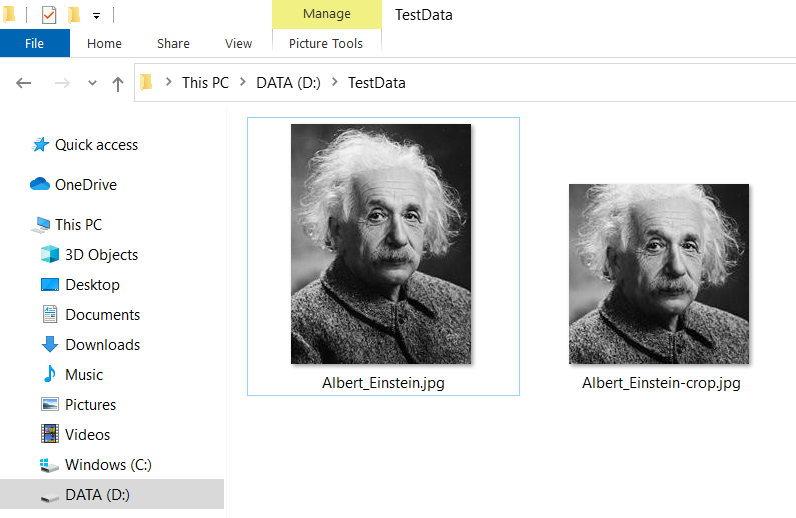 Manage
TestData
File
Home
Share
View
Picture Tools
This PC
DATA (D:)
TestData
Quick access
OneDrive
This PC
3D Objects
Desktop
Documents
Downloads
Music
Pictures
Videos
Windows (C:)
DATA (D:)
Albert_Einstein.jpg
Albert_Einstein-crop.jpg